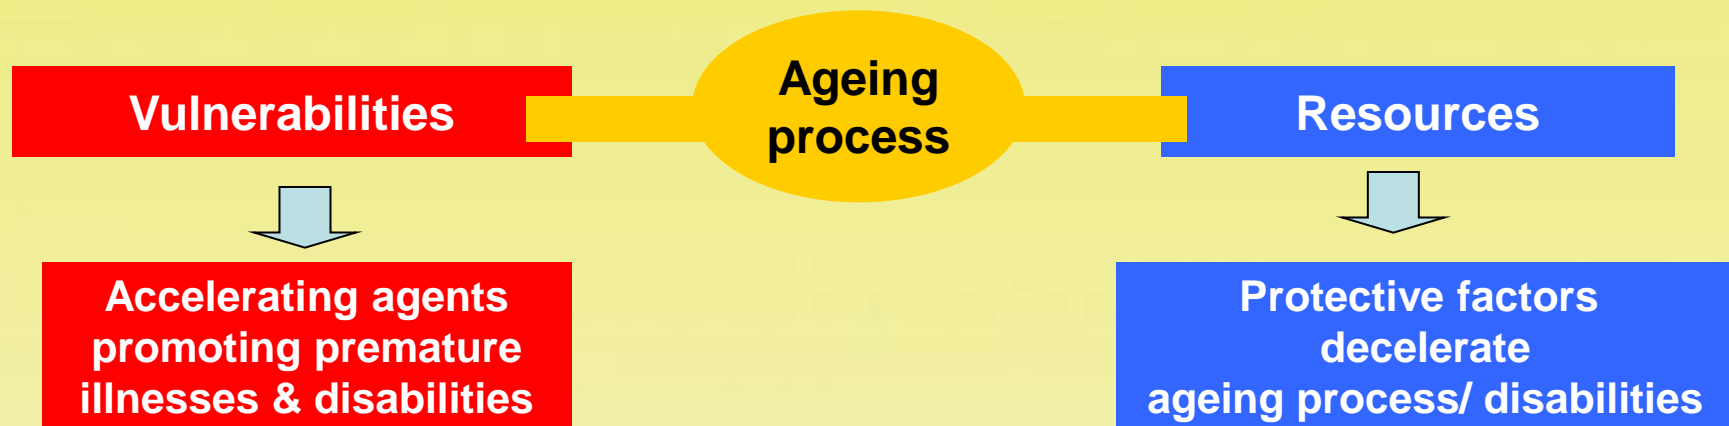 Vulnerabilities
Ageing
process
Resources
Accelerating agents
promoting premature
illnesses & disabilities
Protective factors
decelerate
ageing process/ disabilities